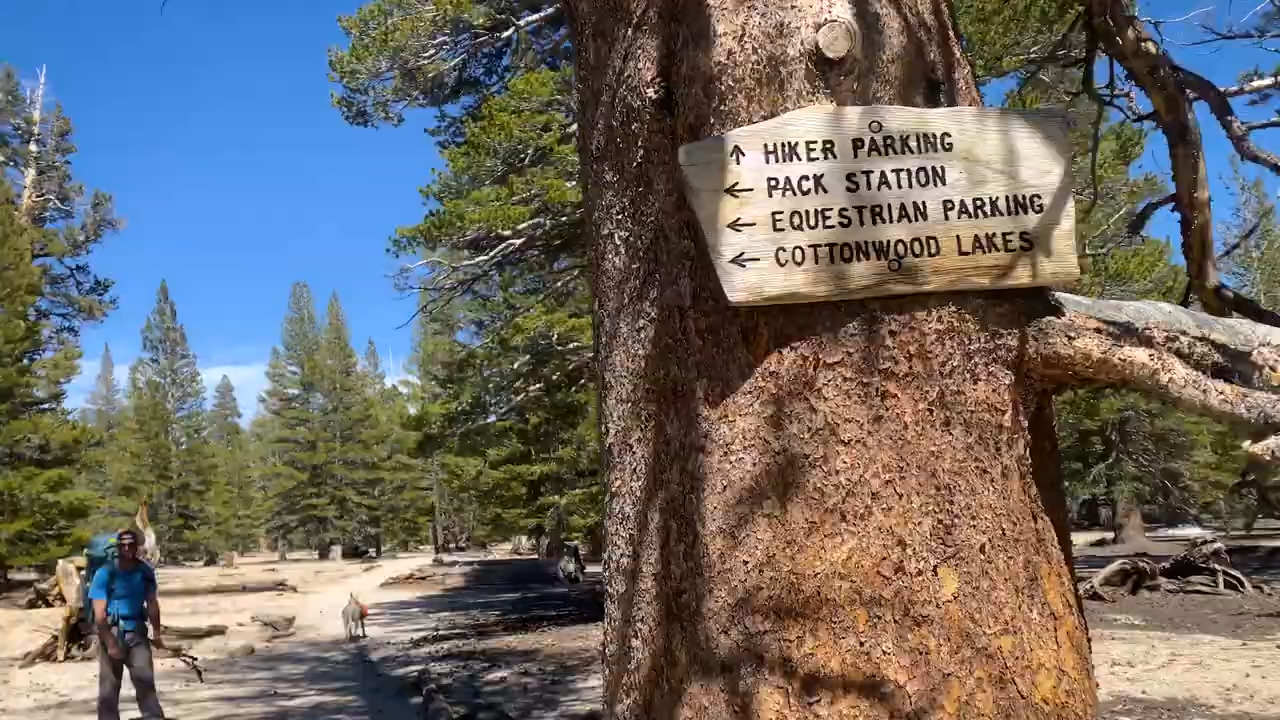 ↑ HIKER PARKING
← PACK STATION
← EQUESTRIAN PARKING
← COTTONWOOD LAKES